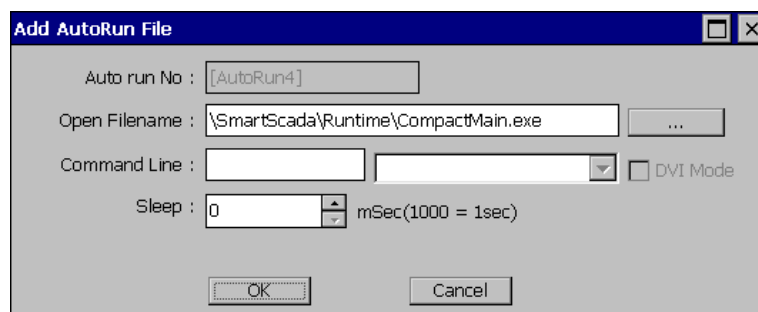 Add AutoRun File
Auto run No : [AutoRun4]
Open Filename : \SmartScada\Runtime\CompactMain.exe ...
Command Line : DVI Mode
Sleep : 0 mSec(1000 = 1sec)
OK Cancel